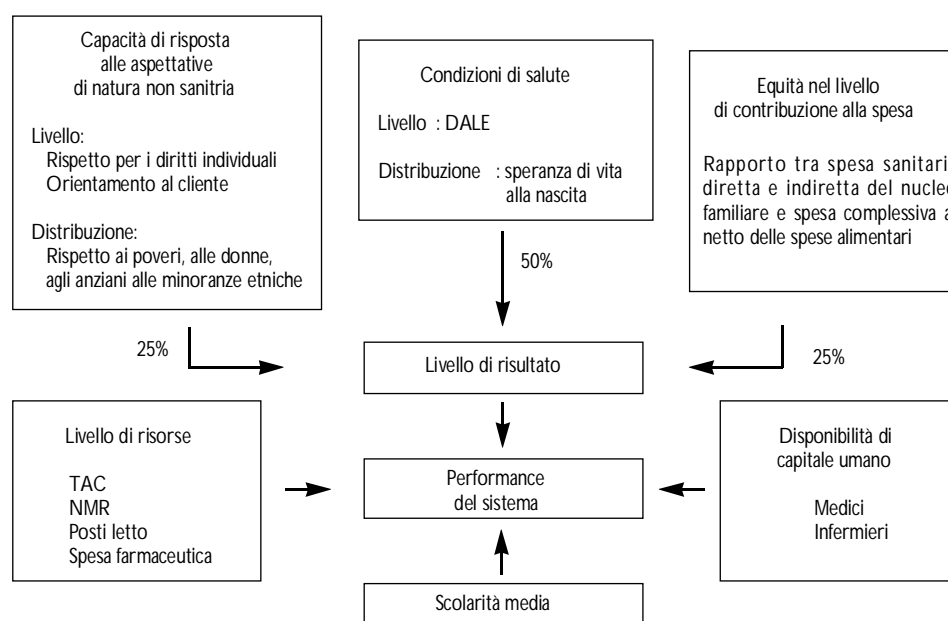 Capacità di risposta
alle aspettative
di natura non sanitria
Livello:
Rispetto per i diritti individuali
Orientamento al cliente
Distribuzione:
Rispetto ai poveri, alle donne,
agli anziani alle minoranze etniche
Condizioni di salute
Livello : DALE
Distribuzione : speranza di vita
alla nascita
Equità nel livello
di contribuzione alla spesa
Rapporto tra spesa sanitari
diretta e indiretta del nucleo
familiare e spesa complessiva a
netto delle spese alimentari
50%
25%
25%
Livello di risultato
Livello di risorse
TAC
NMR
Posti letto
Spesa farmaceutica
Performance
del sistema
Disponibilità di
capitale umano
Medici
Infermieri
Scolarità media